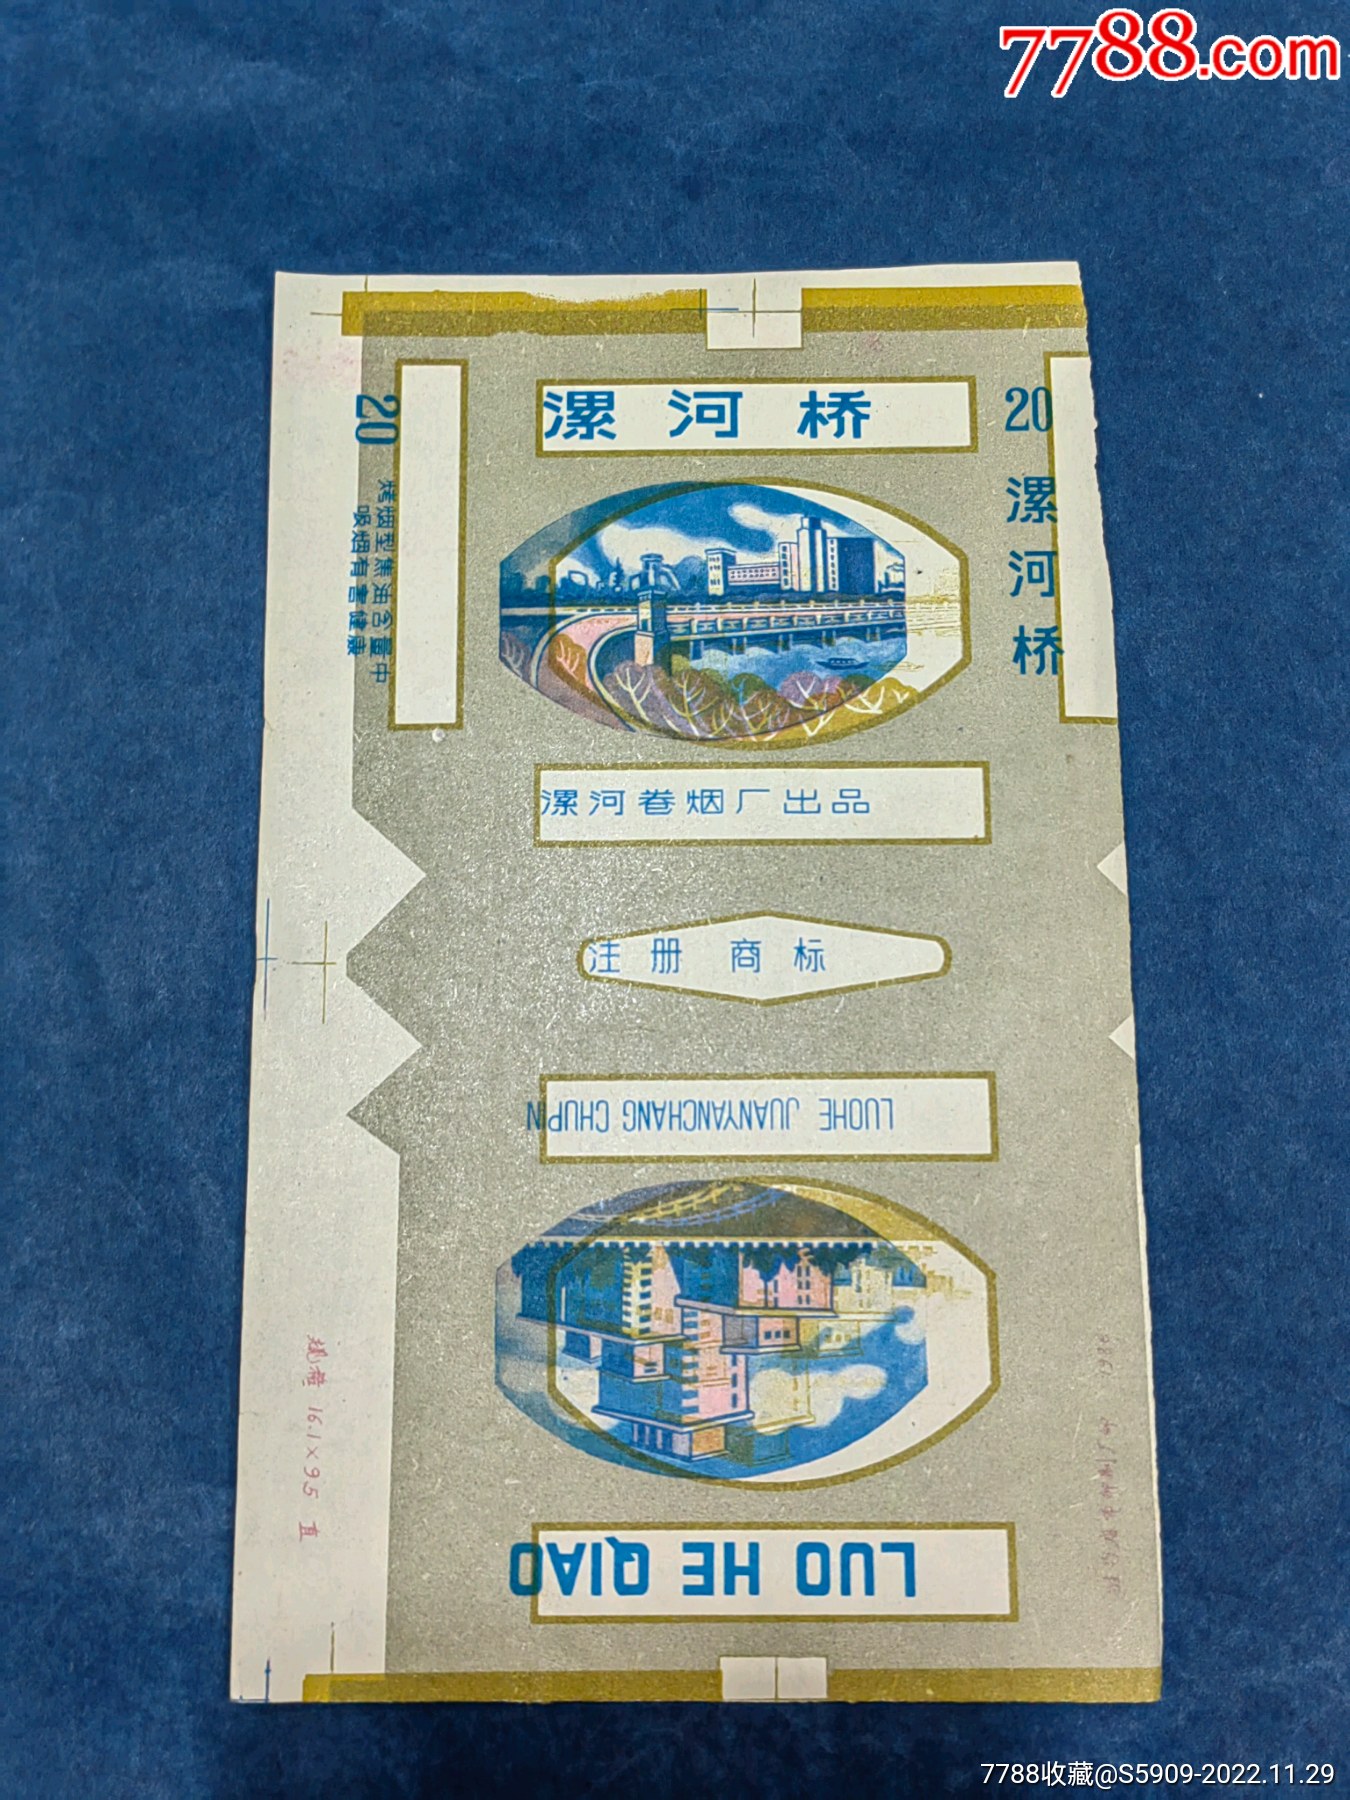 7788.com
漯河桥
20
漯河桥
20
烤烟型焦油含量中
吸烟有害健康
漯河卷烟厂出品
注册 商标
LUOHE JUANYANCHANG CHUPIN
LUO HE QIAO
16.1×9.5 直
1986
7788收藏@S5909-2022.11.29